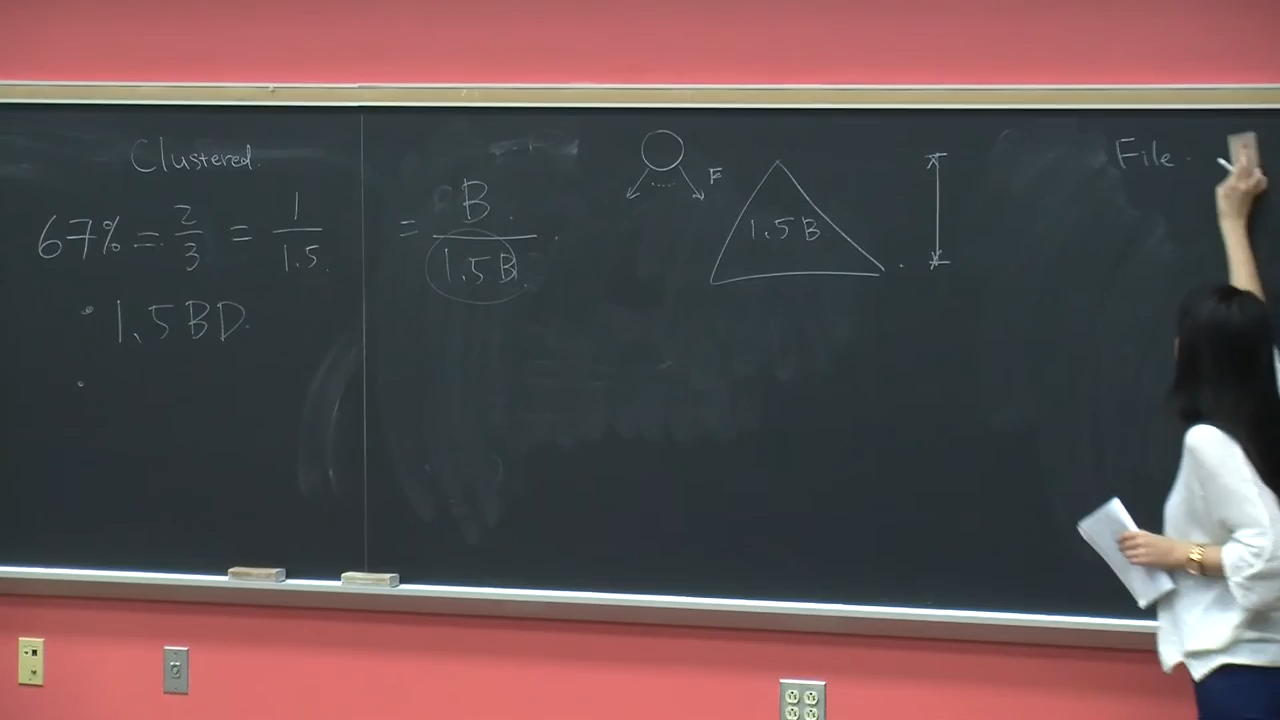 Clustered.
67% = 2/3 = 1/1.5 = B/1.5B
1.5BD
F
1.5B
File